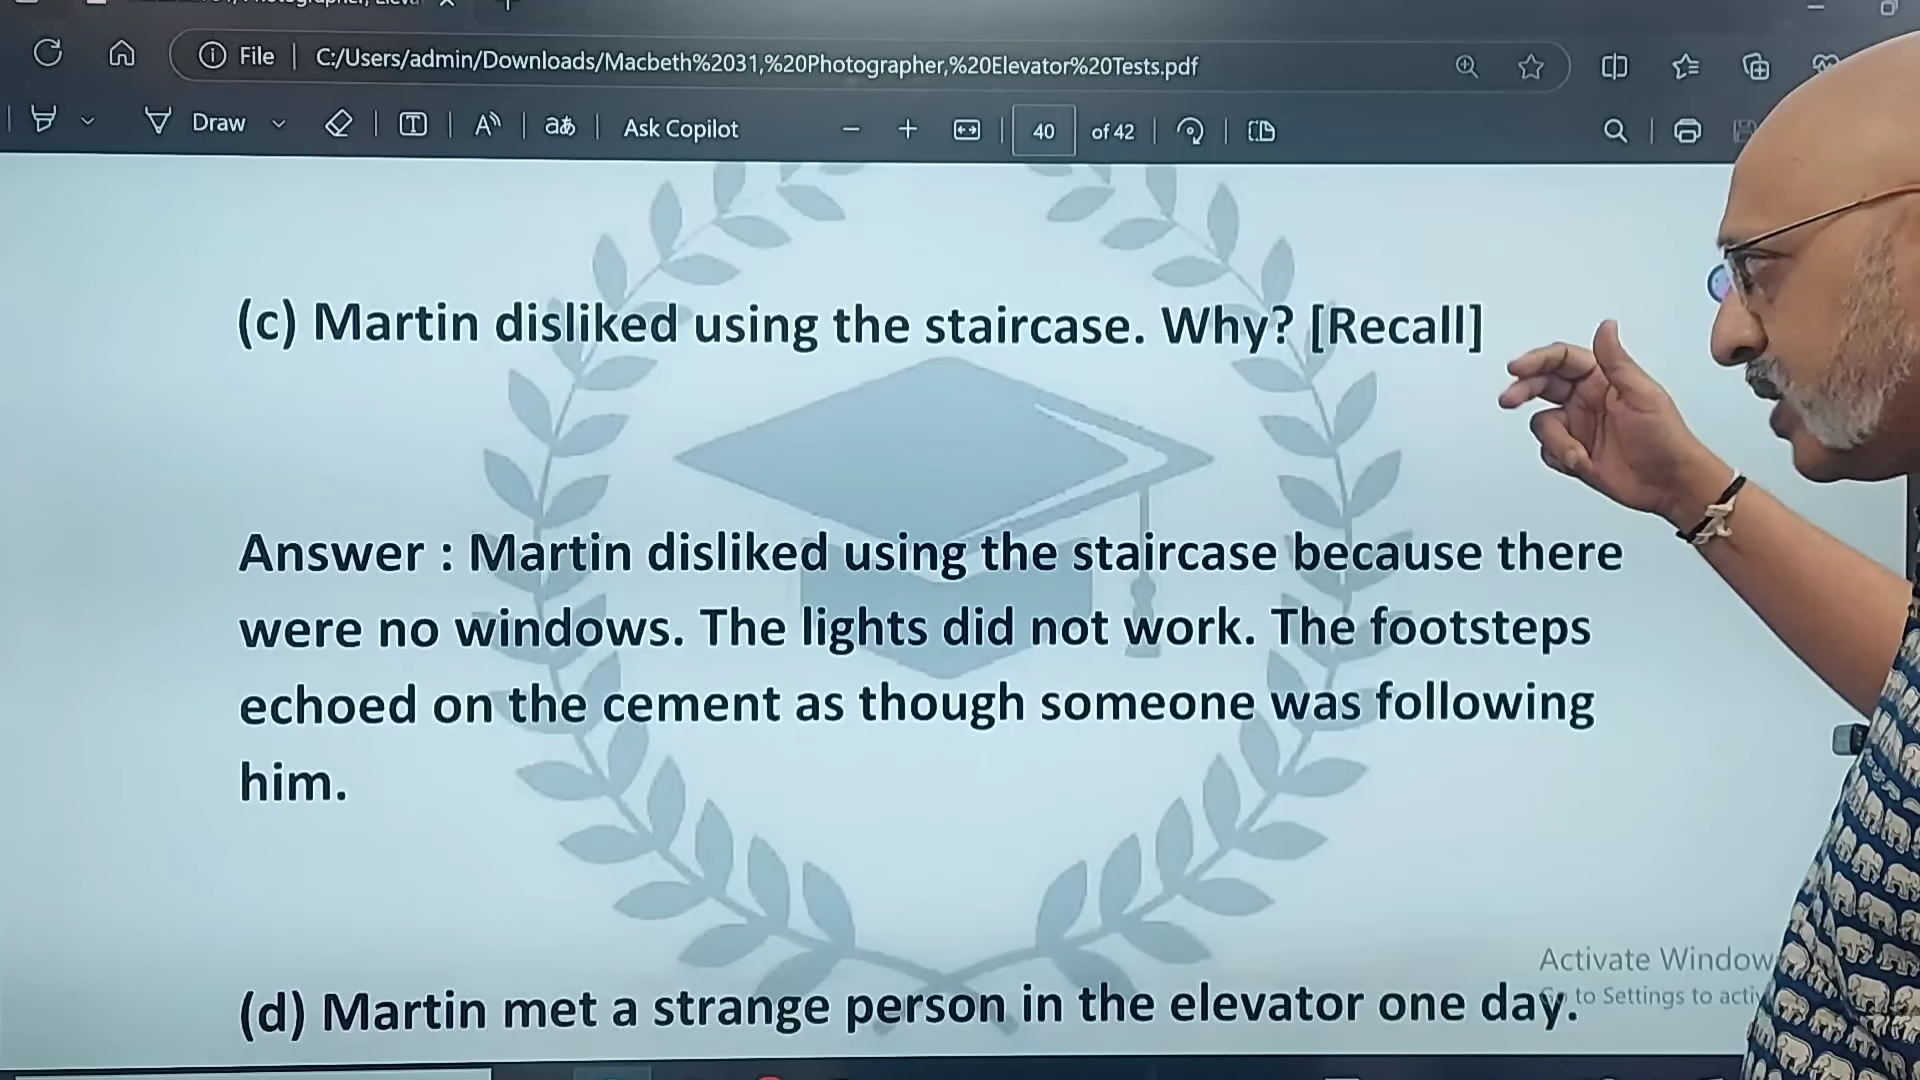 File | C:/Users/admin/Downloads/Macbeth%2031,%20Photographer,%20Elevator%20Tests.pdf
Draw
Ask Copilot
40 of 42
(c) Martin disliked using the staircase. Why? [Recall]
Answer : Martin disliked using the staircase because there
were no windows. The lights did not work. The footsteps
echoed on the cement as though someone was following
him.
Activate Window
to Settings to activ
(d) Martin met a strange person in the elevator one day.